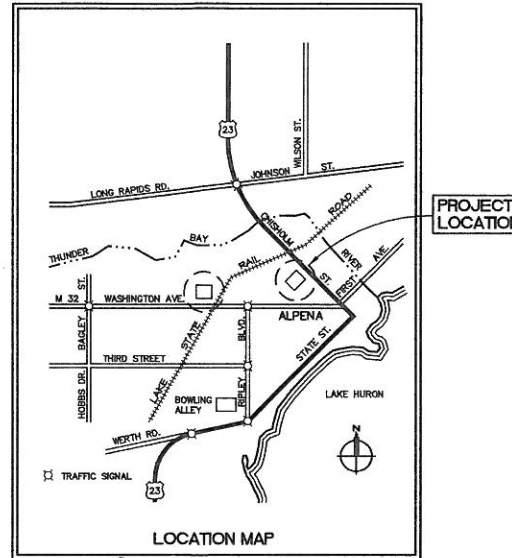 23
WILSON ST.
JOHNSON ST.
LONG RAPIDS RD.
CHISHOLM ST.
ROAD
PROJECT
LOCATION
THUNDER BAY RIVER
RAIL
FIRST AVE.
M 32 WASHINGTON AVE.
ALPENA
BAGLEY ST.
LAKE STATE
BLVD.
STATE ST.
THIRD STREET
HOBBS DR.
RIPLEY
BOWLING
ALLEY
LAKE HURON
WERTH RD.
N
TRAFFIC SIGNAL
23
LOCATION MAP